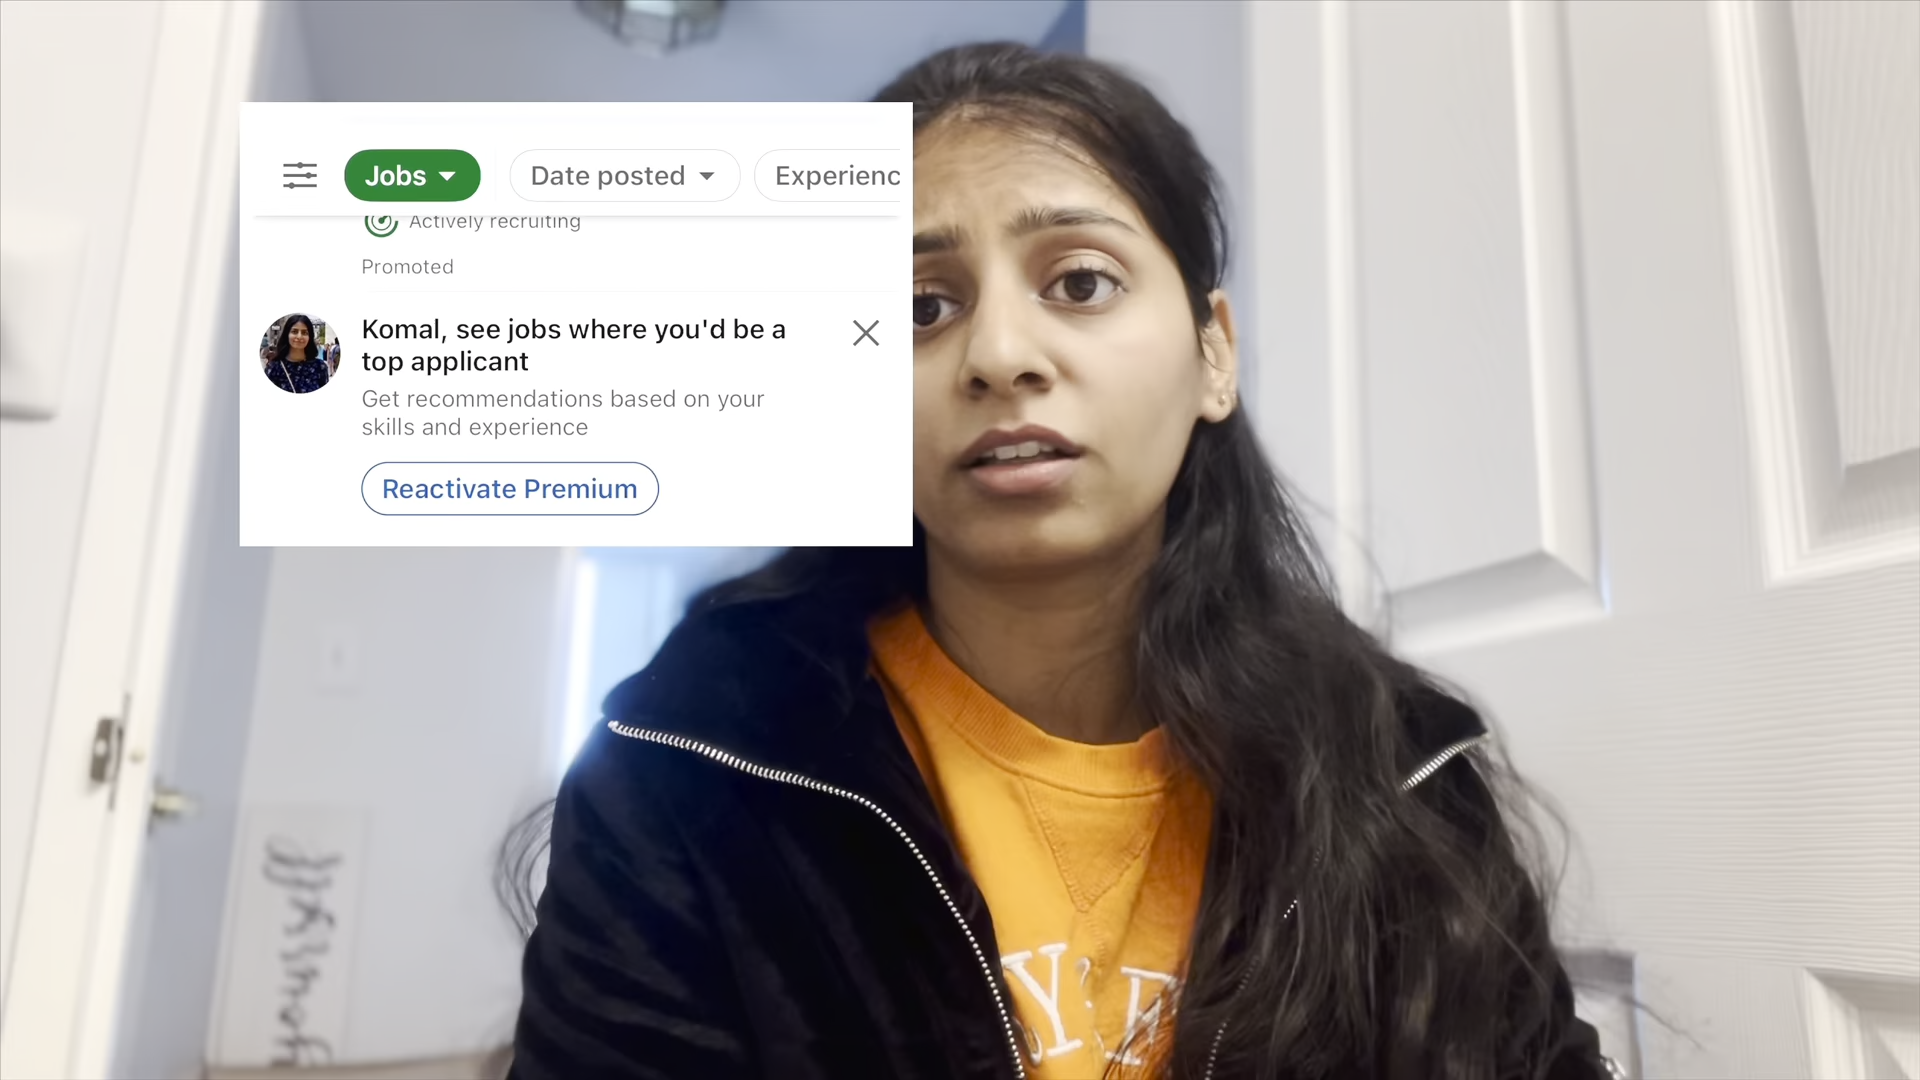 Jobs
Date posted
Experienc
Actively recruiting
Promoted
Komal, see jobs where you'd be a
top applicant
Get recommendations based on your
skills and experience
Reactivate Premium